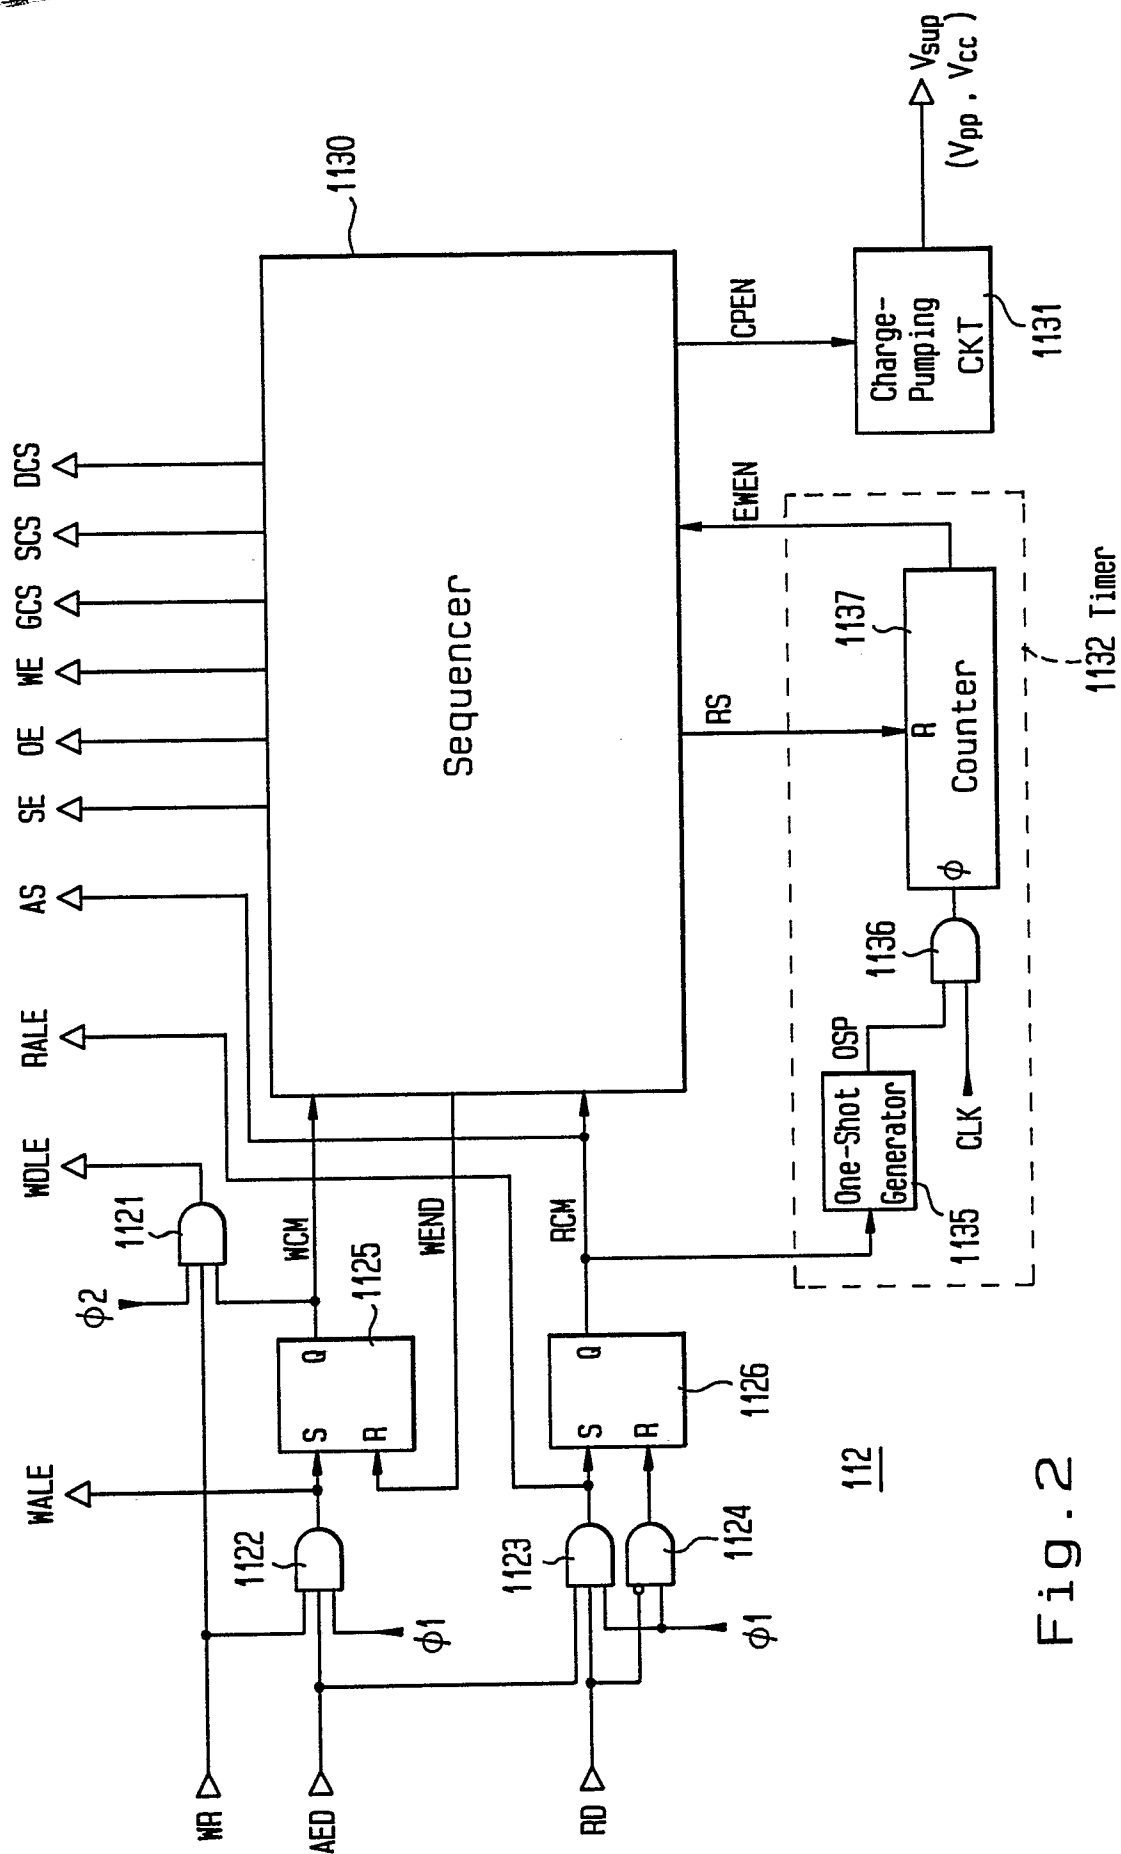 WALE
WDLE
RALE
AS
SE
OE
WE
GCS
SCS
DCS
1121
φ2
WR
1122
φ1
AED
S
R
Q
1125
WCM
WEND
1130
Sequencer
1123
1124
φ1
RD
S
R
Q
1126
RCM
RS
EWEN
CPEN
One-Shot
Generator
1135
OSP
CLK
1136
φ
R
Counter
1137
1132 Timer
Charge-
Pumping
CKT
1131
Vsup
(Vpp , Vcc )
112
Fig.2